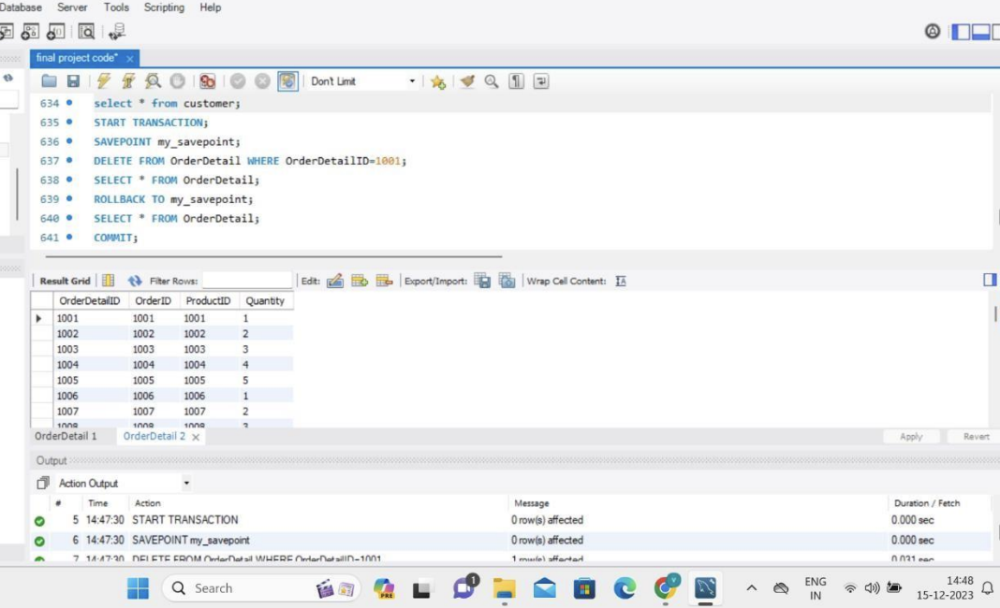 Database Server Tools Scripting Help
final project code*
Don't Limit
634 select * from customer;
635 START TRANSACTION;
636 SAVEPOINT my_savepoint;
637 DELETE FROM OrderDetail WHERE OrderDetailID=1001;
638 SELECT * FROM OrderDetail;
639 ROLLBACK TO my_savepoint;
640 SELECT * FROM OrderDetail;
641 COMMIT;
Result Grid Filter Rows: Edit: Export/Import: Wrap Cell Content:
OrderDetailID OrderID ProductID Quantity
1001 1001 1001 1
1002 1002 1002 2
1003 1003 1003 3
1004 1004 1004 4
1005 1005 1005 5
1006 1006 1006 1
1007 1007 1007 2
1008 1008 1008 3
OrderDetail 1 OrderDetail 2 Apply Revert
Output
Action Output
# Time Action Message Duration / Fetch
5 14:47:30 START TRANSACTION 0 row(s) affected 0.000 sec
6 14:47:30 SAVEPOINT my_savepoint 0 row(s) affected 0.000 sec
7 14:47:30 DELETE FROM OrderDetail WHERE OrderDetailID=1001 1 row(s) affected 0.031 sec
Search PRE 1 ENG 14:48
IN 15-12-2023